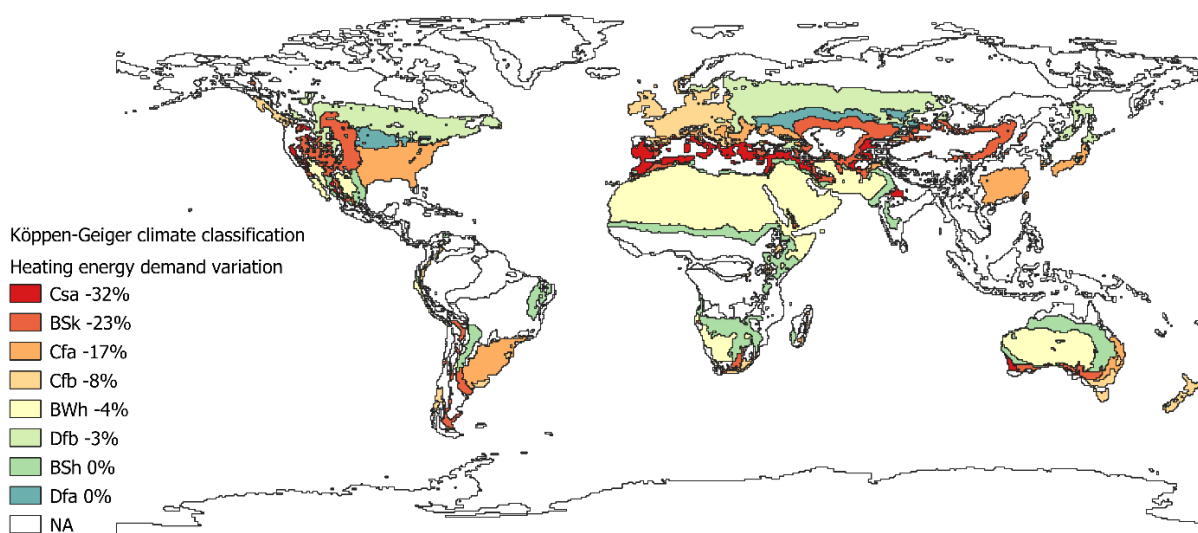 Köppen-Geiger climate classification
Heating energy demand variation
Csa -32%
BSk -23%
Cfa -17%
Cfb -8%
BWh -4%
Dfb -3%
BSh 0%
Dfa 0%
NA